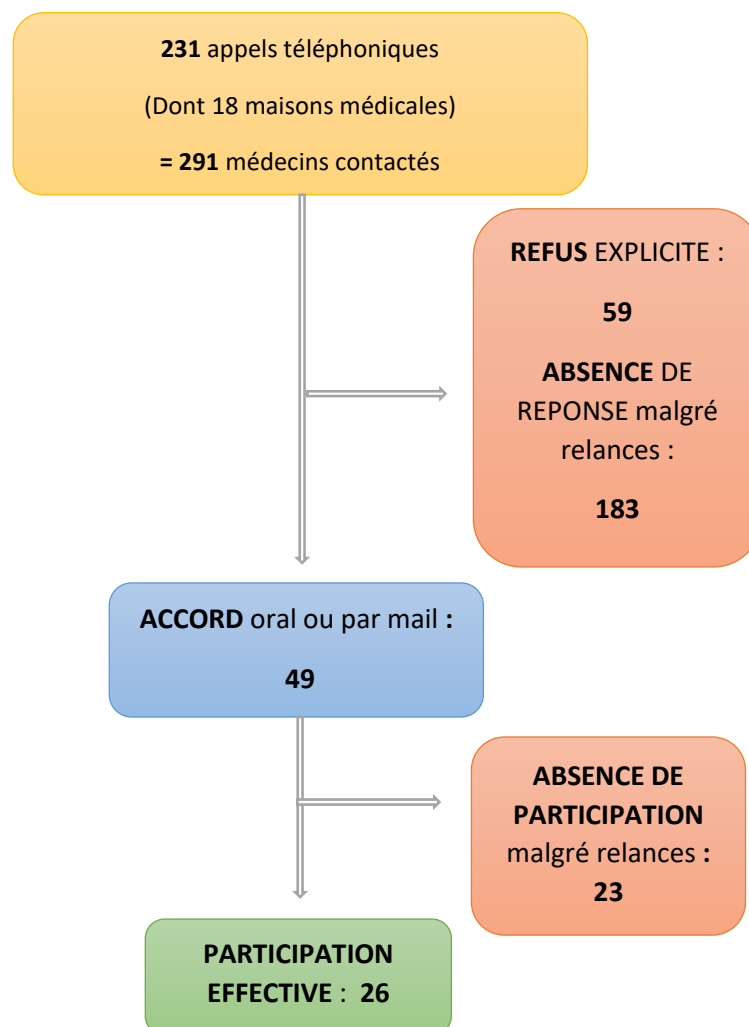 231 appels téléphoniques
(Dont 18 maisons médicales)
= 291 médecins contactés
REFUS EXPLICITE :
59
ABSENCE DE
REPONSE malgré
relances :
183
ACCORD oral ou par mail :
49
ABSENCE DE
PARTICIPATION
malgré relances :
23
PARTICIPATION
EFFECTIVE : 26